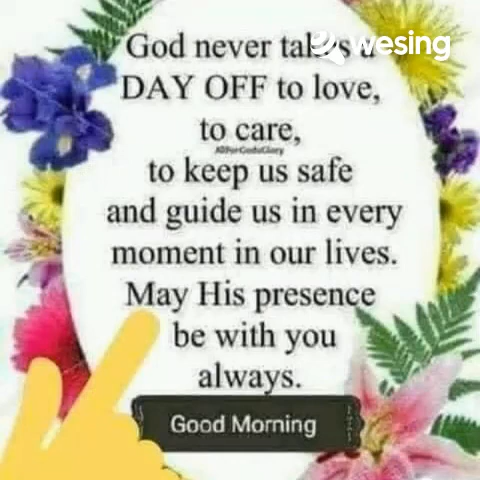 wesing
God never takes a
DAY OFF to love,
to care,
AllForGodsGlory
to keep us safe
and guide us in every
moment in our lives.
May His presence
be with you
always.
Good Morning